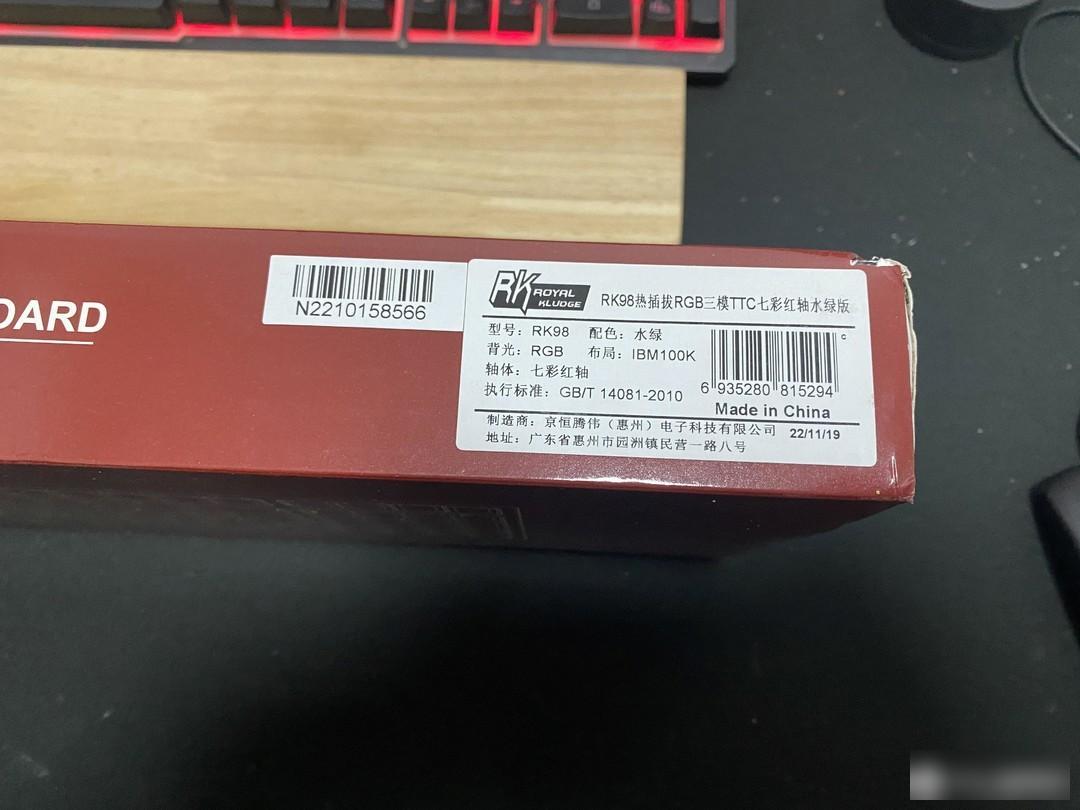 OARD
N2210158566
RK ROYAL KLUDGE
RK98热插拔RGB三模TTC七彩红轴水绿版
型号：RK98 配色：水绿
背光：RGB 布局：IBM100K
轴体：七彩红轴
执行标准：GB/T 14081-2010
C
6 935280 815294
Made in China
制造商：京恒腾伟（惠州）电子科技有限公司 22/11/19
地址：广东省惠州市园洲镇民营一路八号